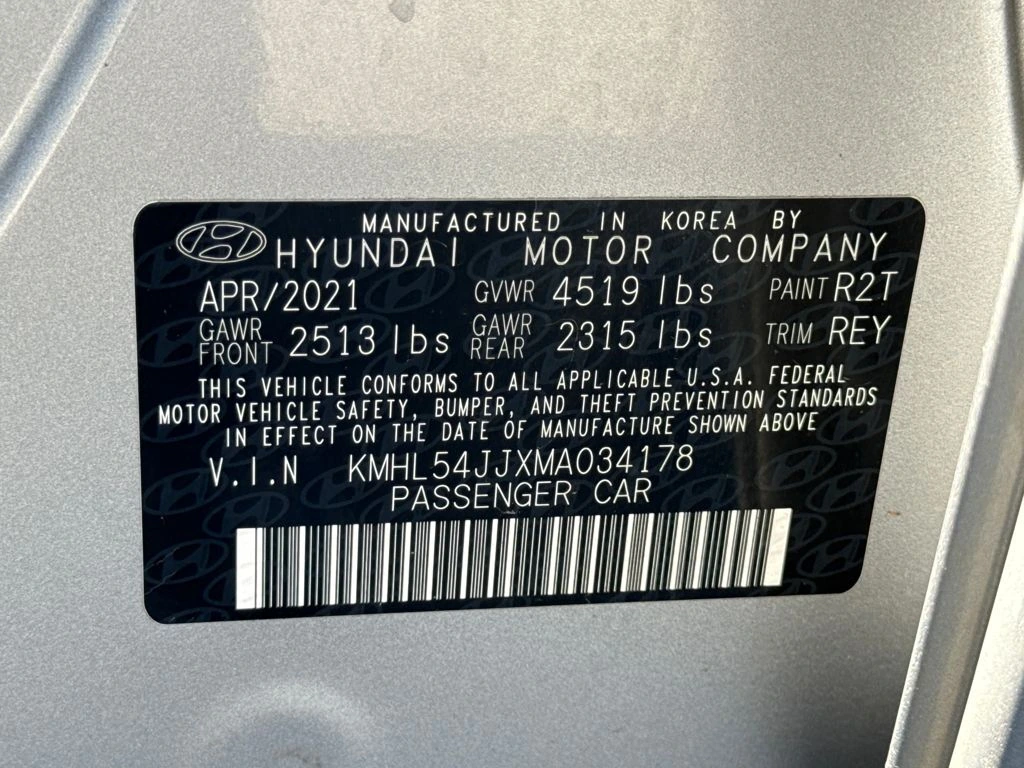 MANUFACTURED IN KOREA BY
HYUNDAI MOTOR COMPANY
APR/2021 GVWR 4519 lbs PAINT R2T
GAWR FRONT 2513 lbs GAWR REAR 2315 lbs TRIM REY
THIS VEHICLE CONFORMS TO ALL APPLICABLE U.S.A. FEDERAL
MOTOR VEHICLE SAFETY, BUMPER, AND THEFT PREVENTION STANDARDS
IN EFFECT ON THE DATE OF MANUFACTURE SHOWN ABOVE
V.I.N KMHL54JJXMA034178
PASSENGER CAR